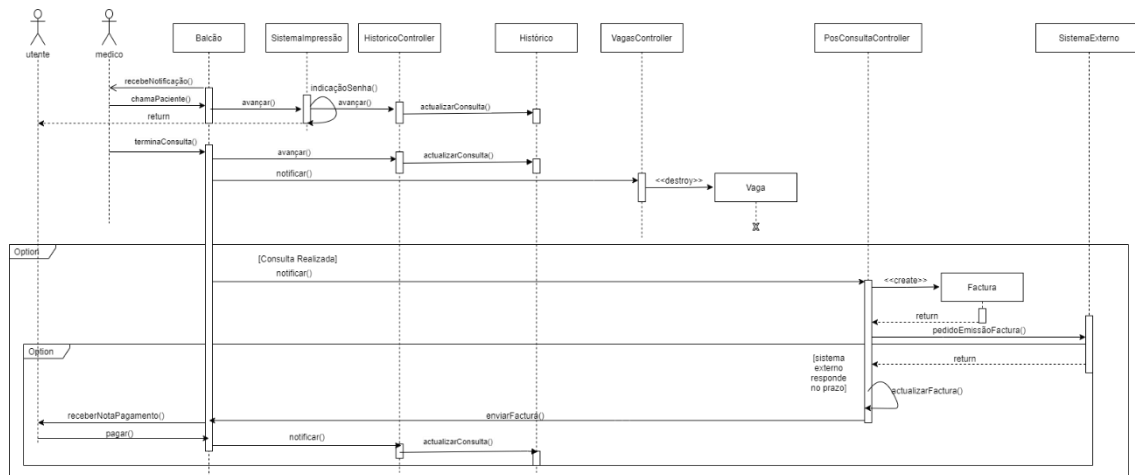 utente
medico
Balcão
SistemaImpressão
HistoricoController
Histórico
VagasController
PosConsultaController
SistemaExterno
recebeNotificação()
indicaçãoSenha()
chamaPaciente()
avançar()
avançar()
actualizarConsulta()
return
terminaConsulta()
avançar()
actualizarConsulta()
notificar()
<<destroy>>
Vaga
X
Option
[Consulta Realizada]
notificar()
<<create>>
Factura
return
pedidoEmissãoFactura()
Option
[sistema
externo
responde
no prazo]
return
actualizarFactura()
receberNotaPagamento()
enviarFactura()
pagar()
notificar()
actualizarConsulta()